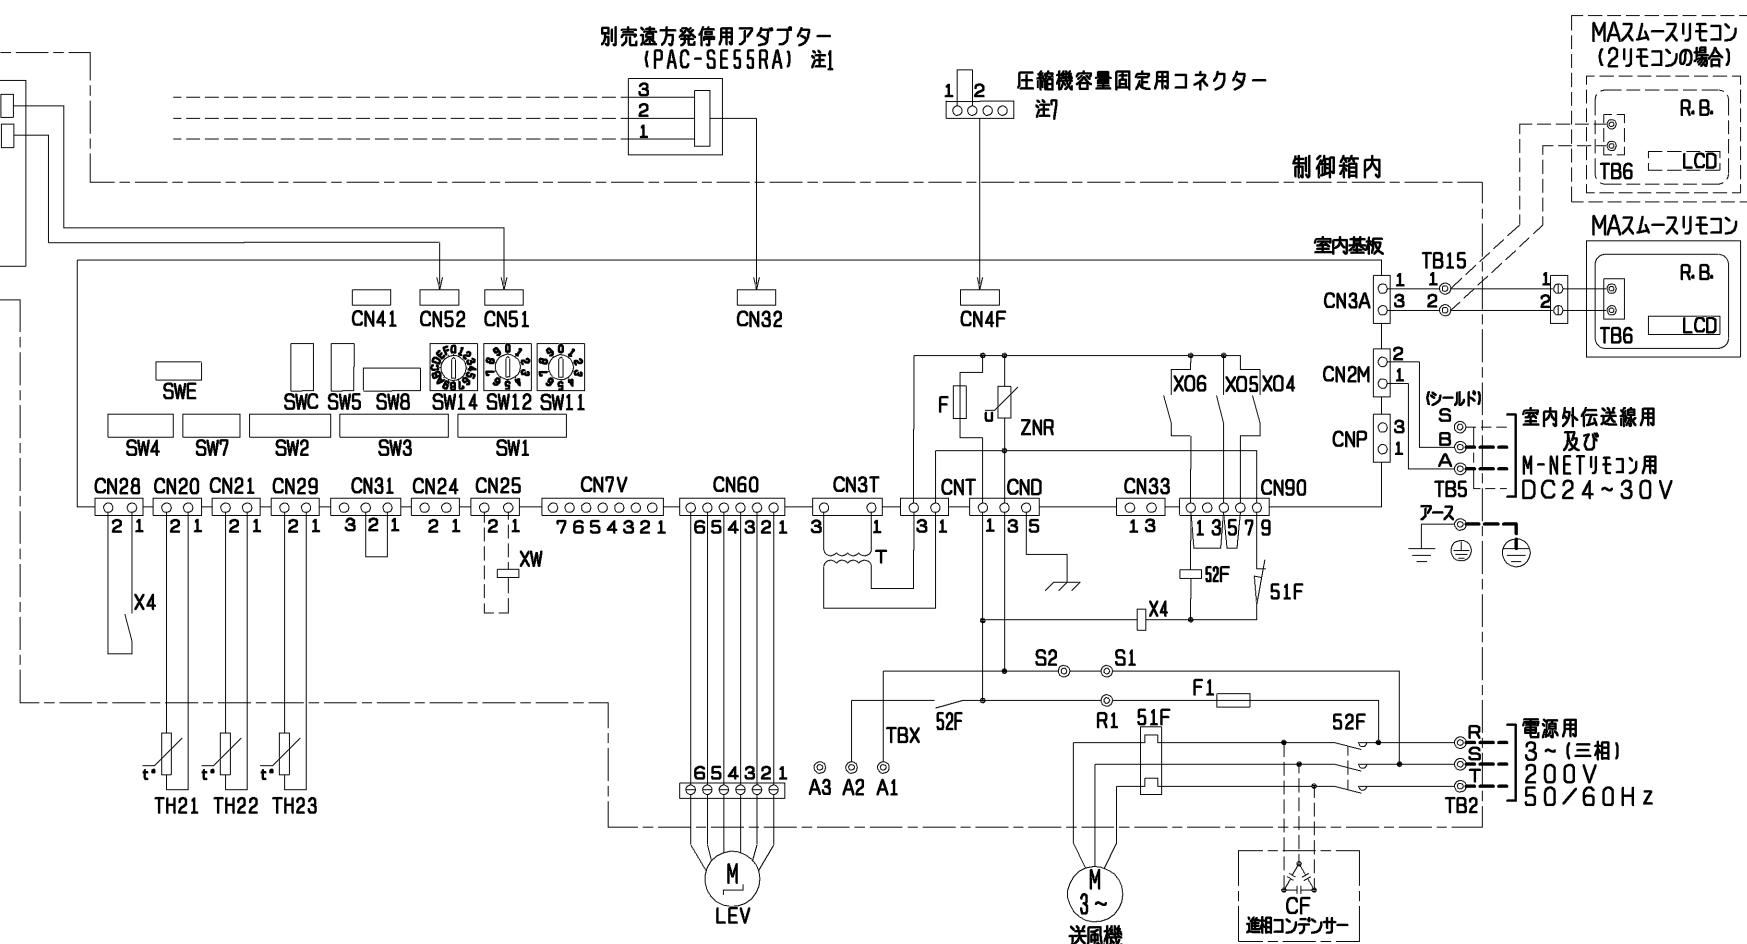 別売遠方発停用アダプター
(PAC-SE55RA) 注1
3
2
1
1 2
圧縮機容量固定用コネクター
注7
MAスムースリモコン
(2リモコンの場合)
R.B.
LCD
TB6
制御箱内
MAスムースリモコン
R.B.
LCD
TB6
室内基板
TB15
CN3A
1 1 1
3 2 2
CN41 CN52 CN51 CN32 CN4F
SWE
SWC SW5 SW8 SW14 SW12 SW11
SW4 SW7 SW2 SW3 SW1
F
u
ZNR
X06 X05 X04
CN2M
2
1
CNP
3
1
(シールド)
S
B
A
TB5
室内外伝送線用
及び
M-NETリモコン用
DC24~30V
アース
CN28 CN20 CN21 CN29 CN31 CN24 CN25 CN7V CN60 CN3T CNT CND CN33 CN90
2 1 2 1 2 1 2 1 3 2 1 2 1 2 1 7 6 5 4 3 2 1 6 5 4 3 2 1 3 1 3 1 1 3 5 1 3 1 3 5 7 9
XW
T
52F
51F
X4
X4
S2 S1
F1
R1
52F
TBX
A3 A2 A1
51F
52F
R
S
T
TB2
電源用
3~(三相)
200V
50/60Hz
t° t° t°
TH21 TH22 TH23
6 5 4 3 2 1
M
LEV
M
3~
送風機
CF
進相コンデンサー